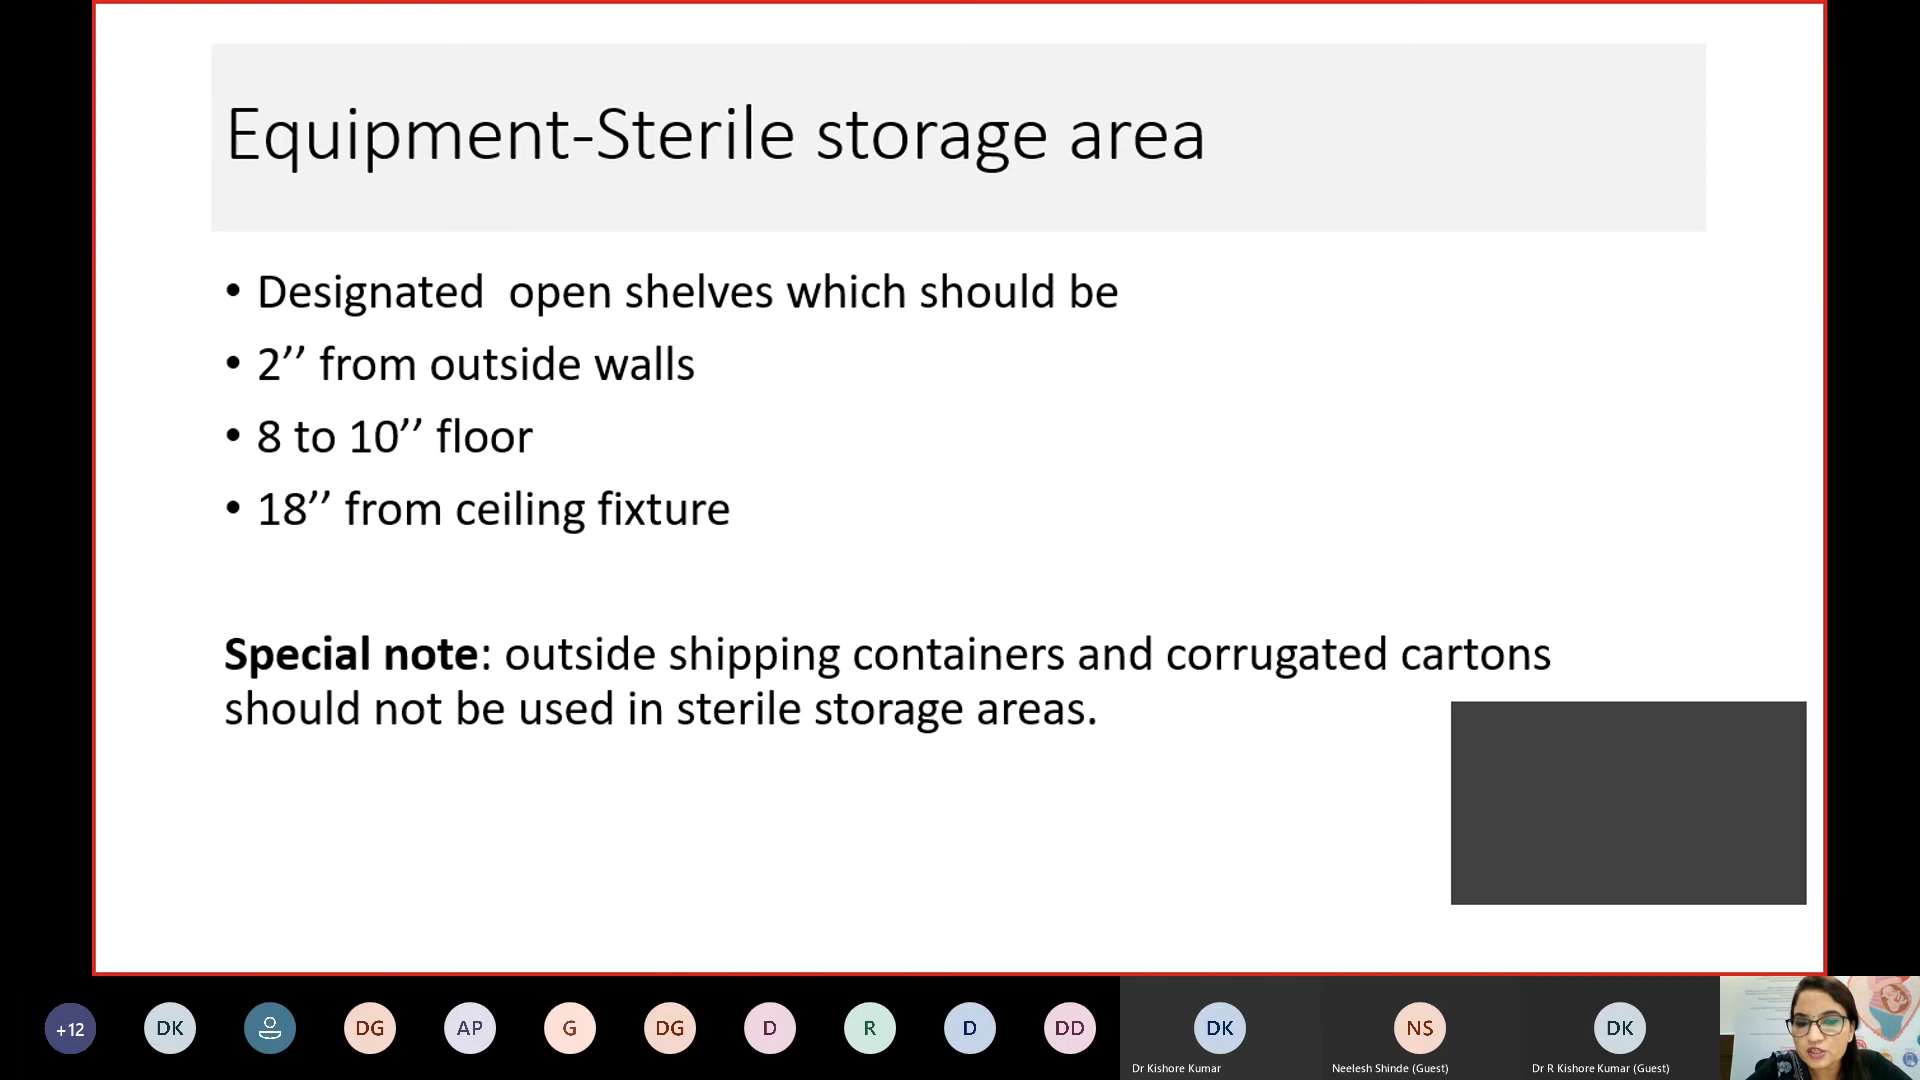 Equipment-Sterile storage area
• Designated  open shelves which should be
• 2’’ from outside walls
• 8 to 10’’ floor
• 18’’ from ceiling fixture
Special note: outside shipping containers and corrugated cartons
should not be used in sterile storage areas.
+12
DK
DG
AP
G
DG
D
R
D
DD
DK
NS
DK
Dr Kishore Kumar
Neelesh Shinde (Guest)
Dr R Kishore Kumar (Guest)